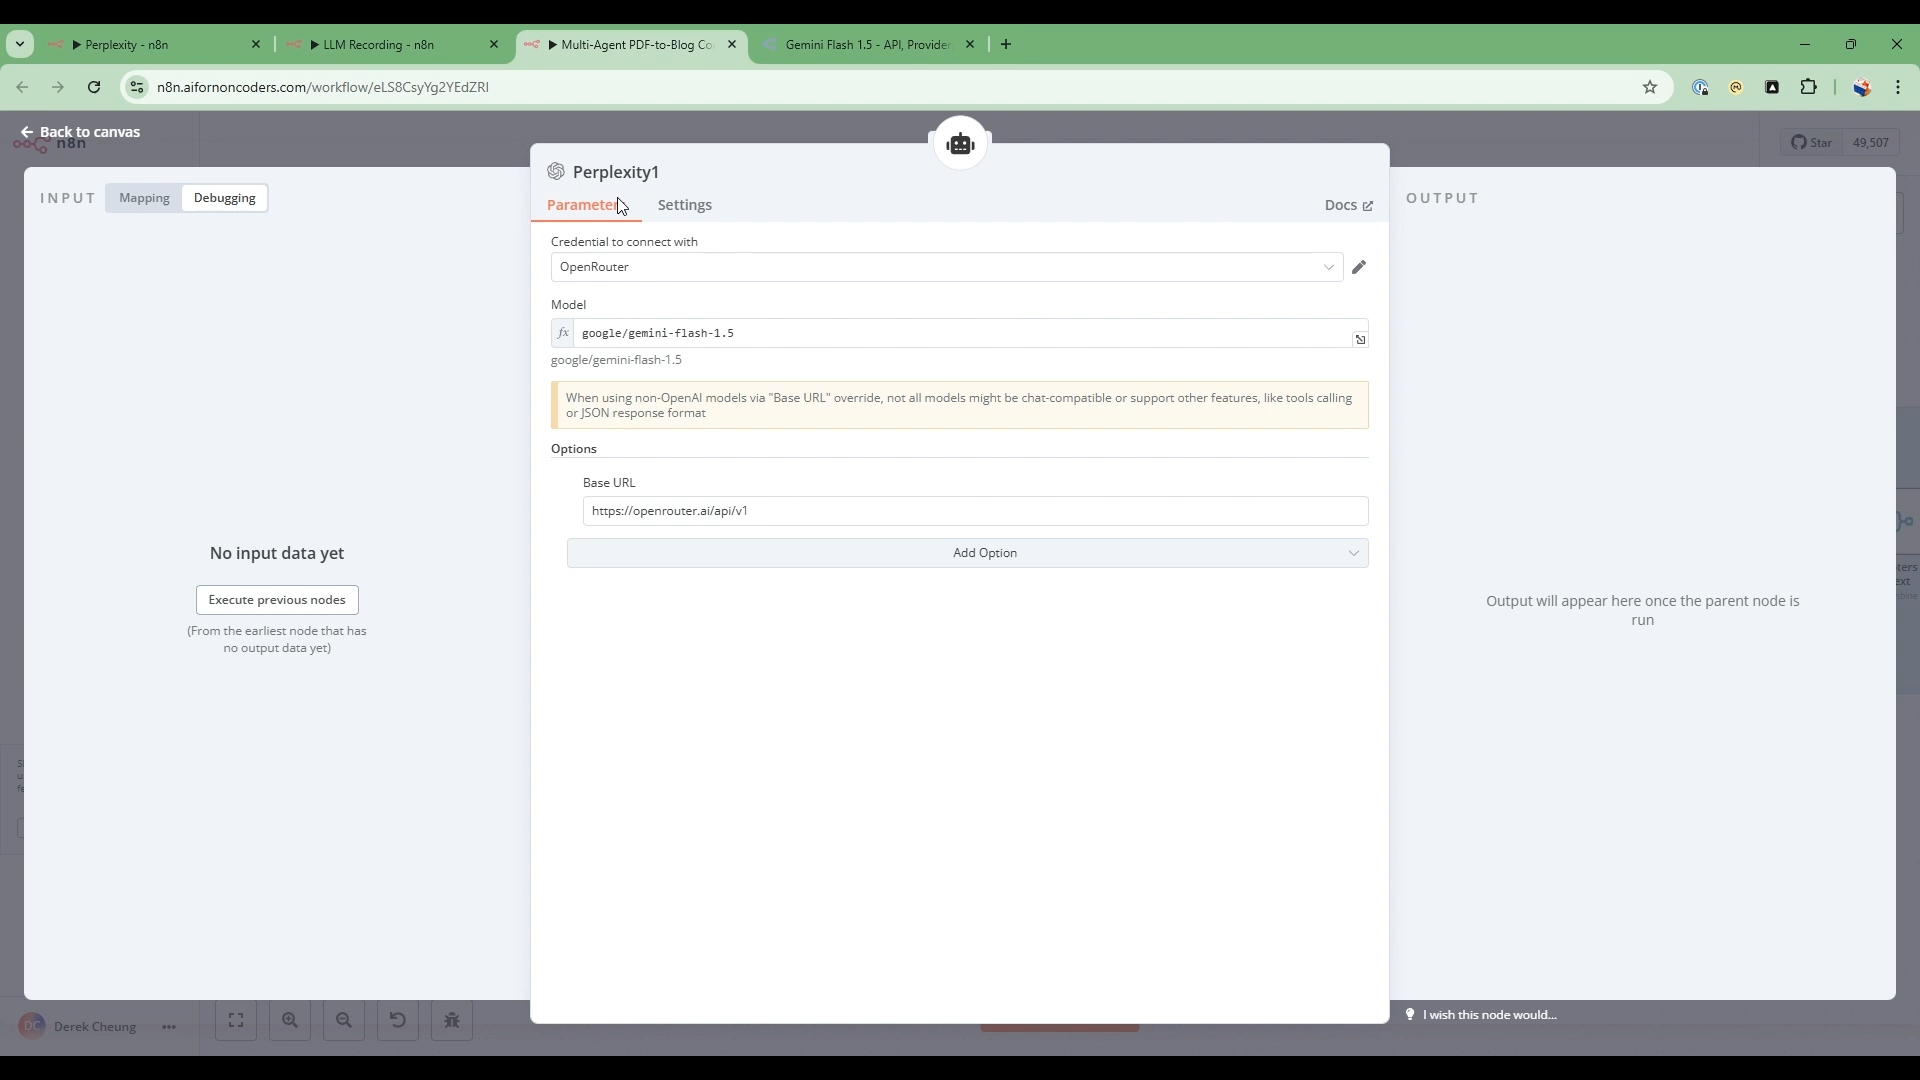 ▶ Perplexity - n8n
▶ LLM Recording - n8n
▶ Multi-Agent PDF-to-Blog Co
Gemini Flash 1.5 - API, Provider
n8n.aifornoncoders.com/workflow/eLS8CsyYg2YEdZRI
Back to canvas
n8n
Star 49,507
Perplexity1
INPUT
Mapping
Debugging
Parameter
Settings
Docs
OUTPUT
Credential to connect with
OpenRouter
Model
fx
google/gemini-flash-1.5
google/gemini-flash-1.5
When using non-OpenAI models via "Base URL" override, not all models might be chat-compatible or support other features, like tools calling
or JSON response format
Options
Base URL
https://openrouter.ai/api/v1
Add Option
No input data yet
Execute previous nodes
(From the earliest node that has
no output data yet)
Output will appear here once the parent node is
run
DC
Derek Cheung
I wish this node would...